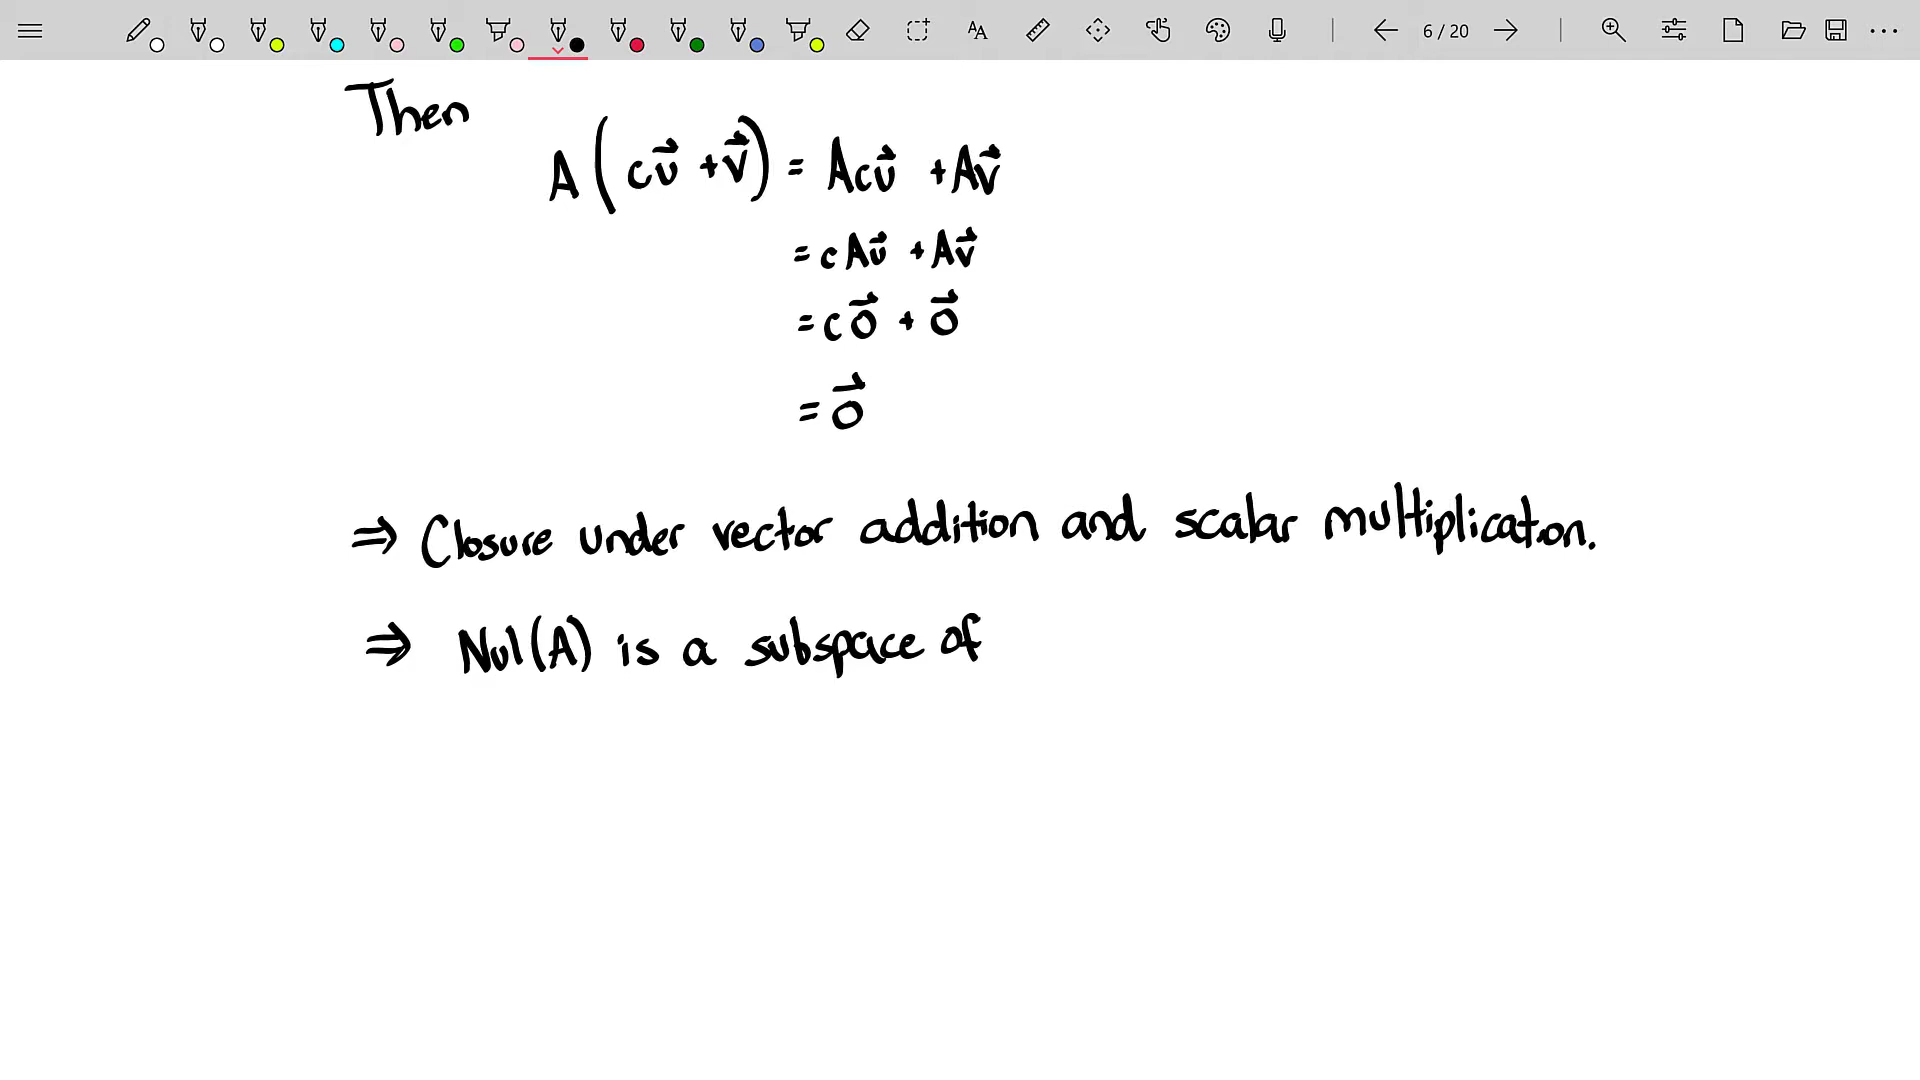 6 / 20
Then
A(cu⃗ + v⃗) = Acu⃗ + Av⃗
= cAu⃗ + Av⃗
= c0⃗ + 0⃗
= 0⃗
⇒ Closure under vector addition and scalar multiplication.
⇒ Nul(A) is a subspace of